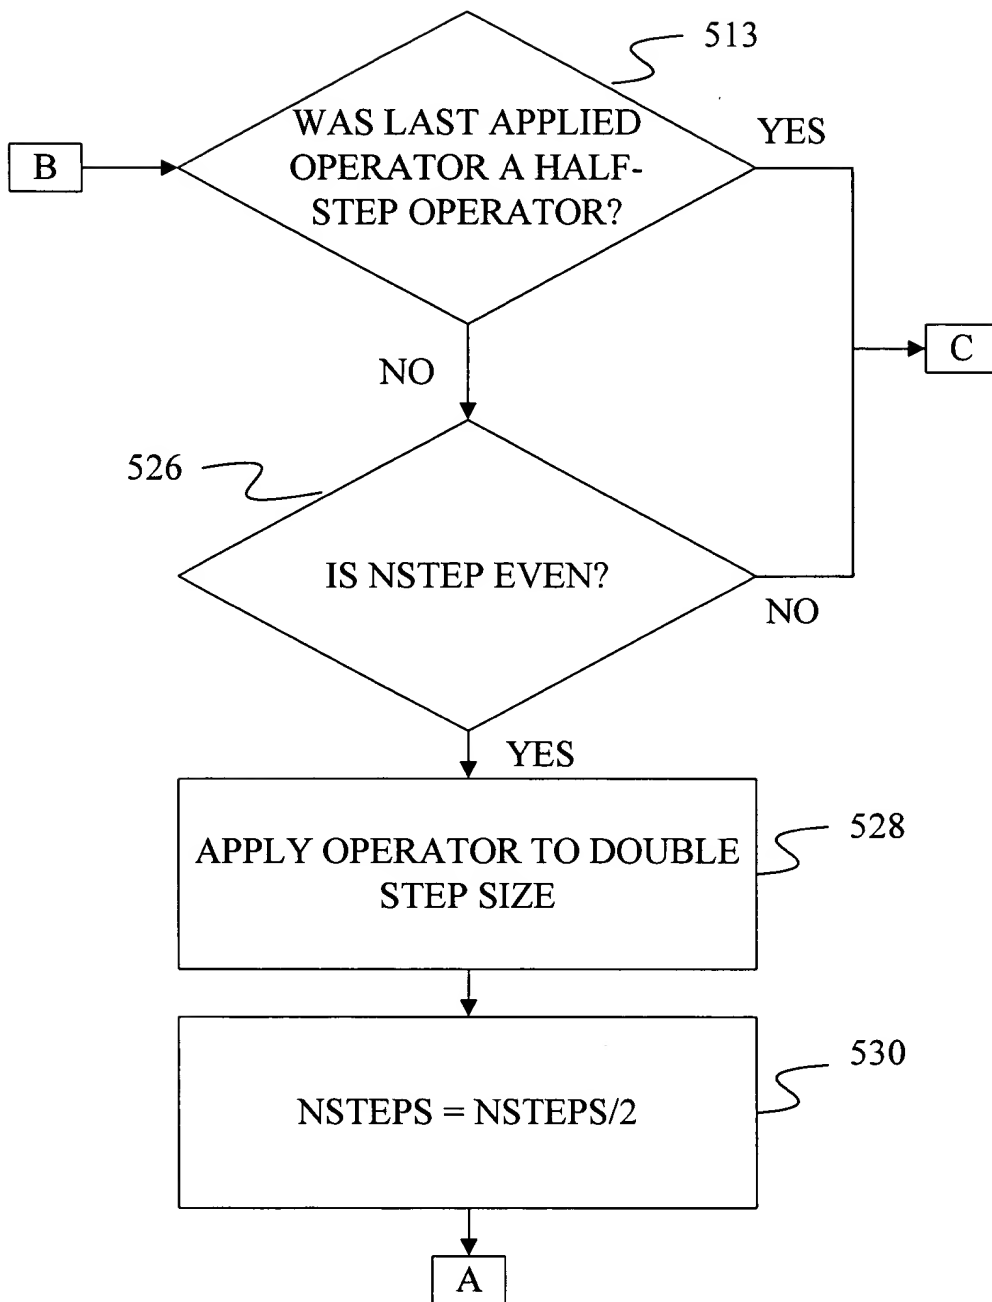 513
WAS LAST APPLIED
OPERATOR A HALF-
STEP OPERATOR?
YES
B
C
NO
526
IS NSTEP EVEN?
NO
YES
APPLY OPERATOR TO DOUBLE
STEP SIZE
528
NSTEPS = NSTEPS/2
530
A